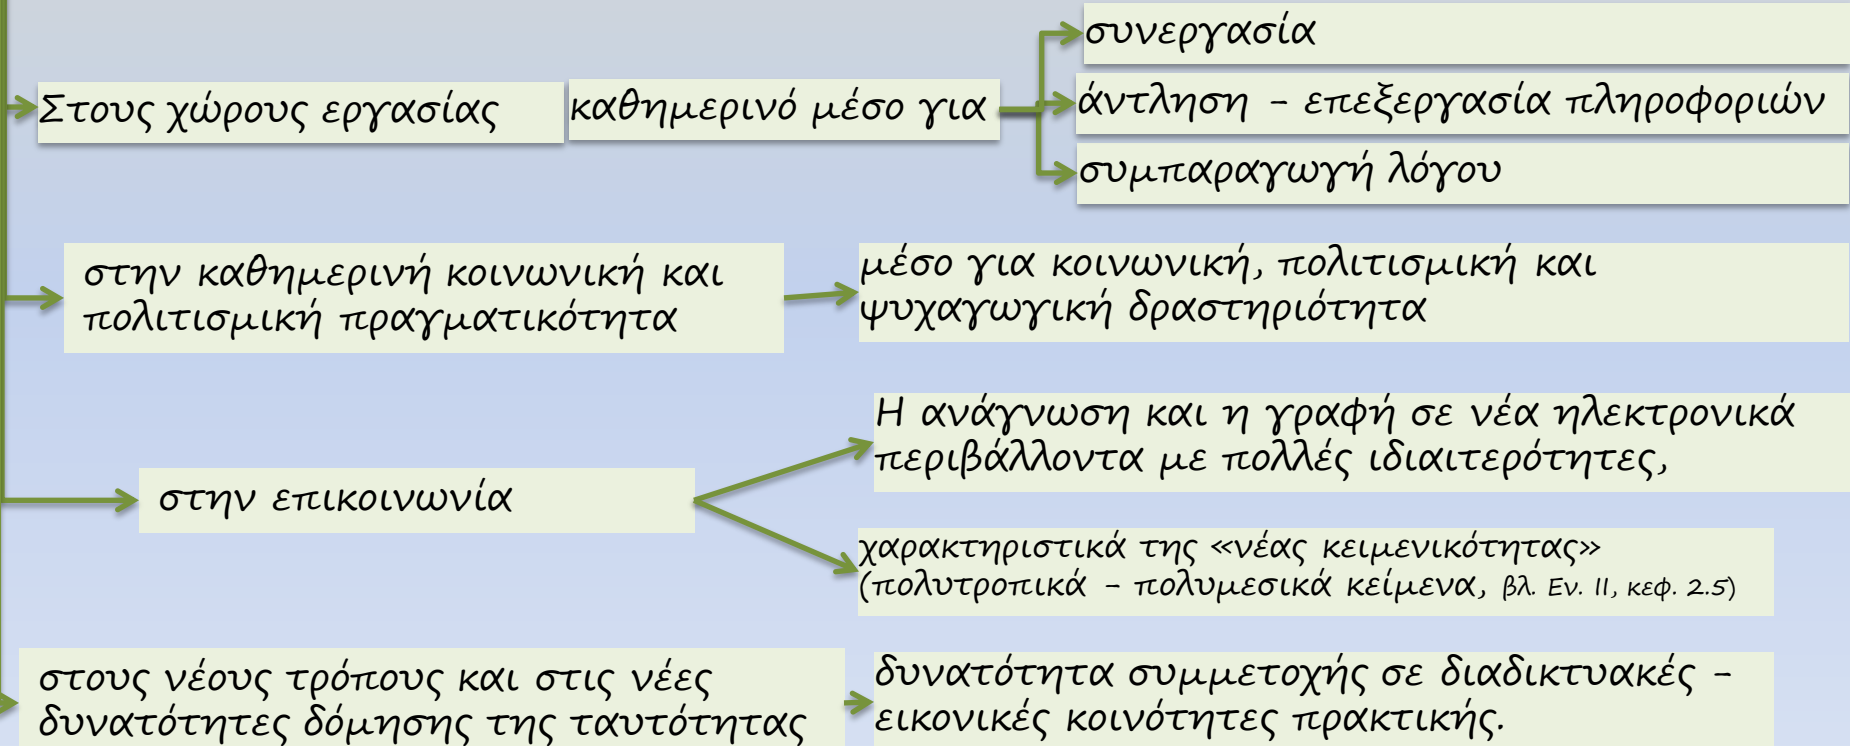 Στους χώρους εργασίας
καθημερινό μέσο για
συνεργασία
άντληση – επεξεργασία πληροφοριών
συμπαραγωγή λόγου
στην καθημερινή κοινωνική και
πολιτισμική πραγματικότητα
μέσο για κοινωνική, πολιτισμική και
ψυχαγωγική δραστηριότητα
στην επικοινωνία
Η ανάγνωση και η γραφή σε νέα ηλεκτρονικά
περιβάλλοντα με πολλές ιδιαιτερότητες,
χαρακτηριστικά της «νέας κειμενικότητας»
(πολυτροπικά – πολυμεσικά κείμενα, βλ. Εν. ΙΙ, κεφ. 2.5)
στους νέους τρόπους και στις νέες
δυνατότητες δόμησης της ταυτότητας
δυνατότητα συμμετοχής σε διαδικτυακές –
εικονικές κοινότητες πρακτικής.